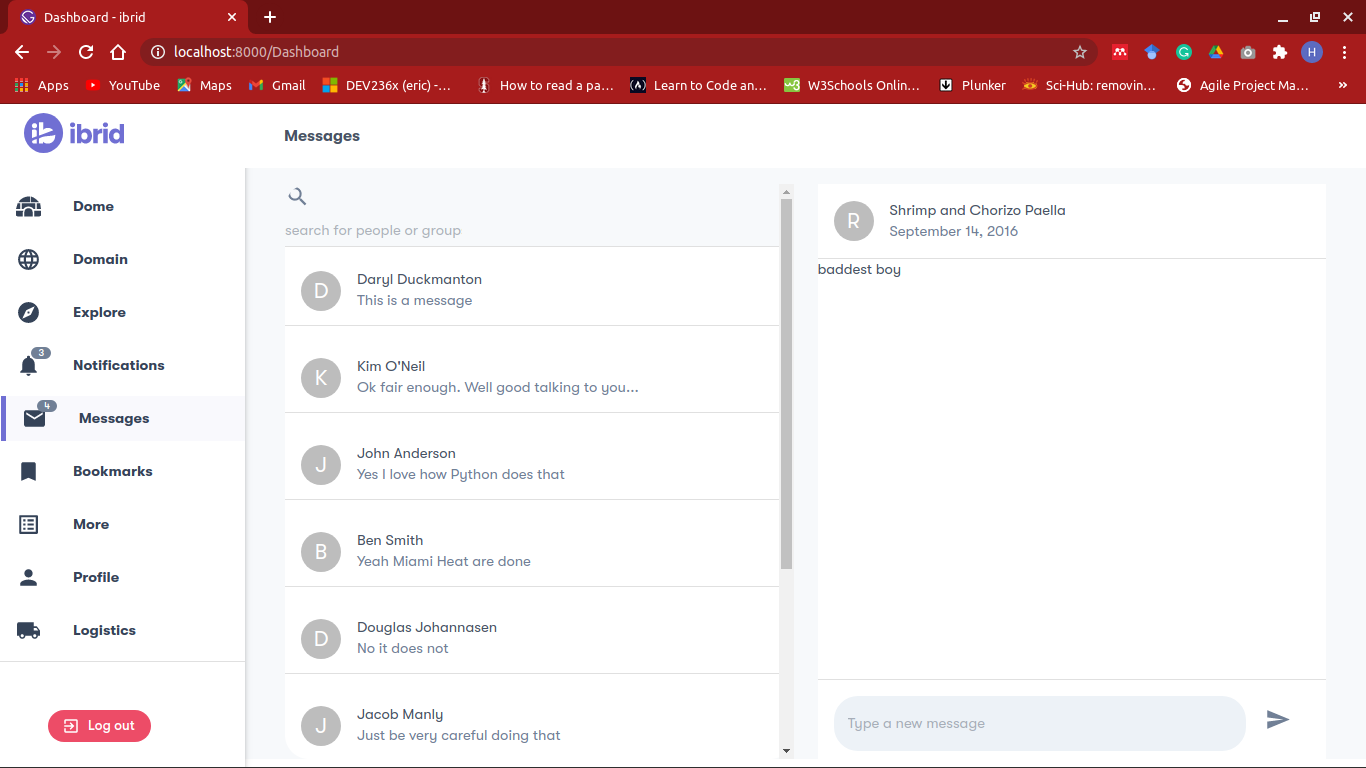 Dashboard - ibrid
localhost:8000/Dashboard
H
Apps
YouTube
Maps
Gmail
DEV236x (eric) -...
How to read a pa...
Learn to Code an...
W3Schools Onlin...
Plunker
Sci-Hub: removin...
Agile Project Ma...
»
ibrid
Messages
Dome
Domain
Explore
3
Notifications
4
Messages
Bookmarks
More
Profile
Logistics
Log out
search for people or group
D
Daryl Duckmanton
This is a message
K
Kim O'Neil
Ok fair enough. Well good talking to you...
J
John Anderson
Yes I love how Python does that
B
Ben Smith
Yeah Miami Heat are done
D
Douglas Johannasen
No it does not
J
Jacob Manly
Just be very careful doing that
R
Shrimp and Chorizo Paella
September 14, 2016
baddest boy
Type a new message